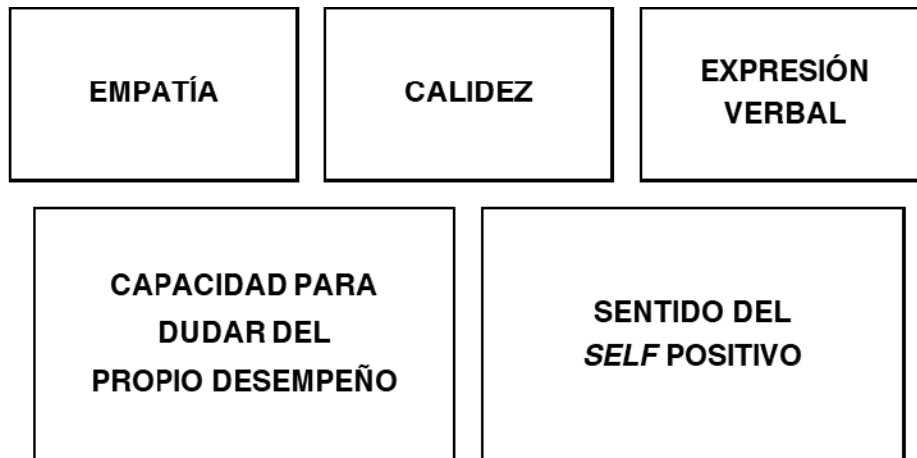 EMPATÍA
CALIDEZ
EXPRESIÓN
VERBAL
CAPACIDAD PARA
DUDAR DEL
PROPIO DESEMPEÑO
SENTIDO DEL
SELF POSITIVO